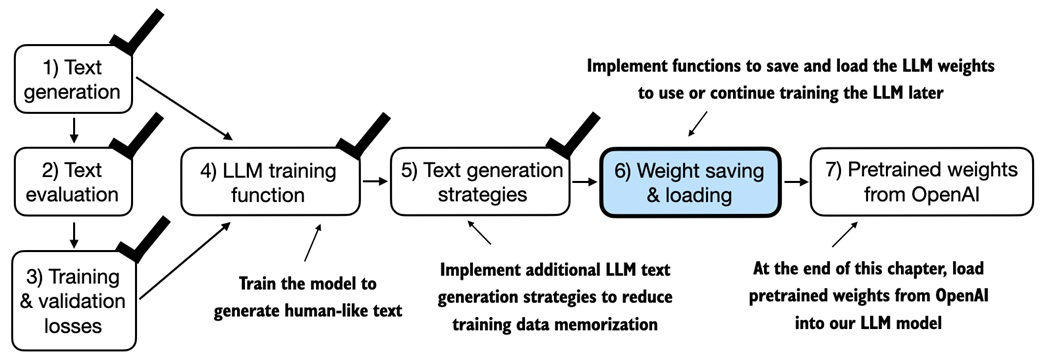 1) Text
generation
2) Text
evaluation
3) Training
& validation
losses
4) LLM training
function
Train the model to
generate human-like text
5) Text generation
strategies
Implement additional LLM text
generation strategies to reduce
training data memorization
Implement functions to save and load the LLM weights
to use or continue training the LLM later
6) Weight saving
& loading
7) Pretrained weights
from OpenAI
At the end of this chapter, load
pretrained weights from OpenAI
into our LLM model